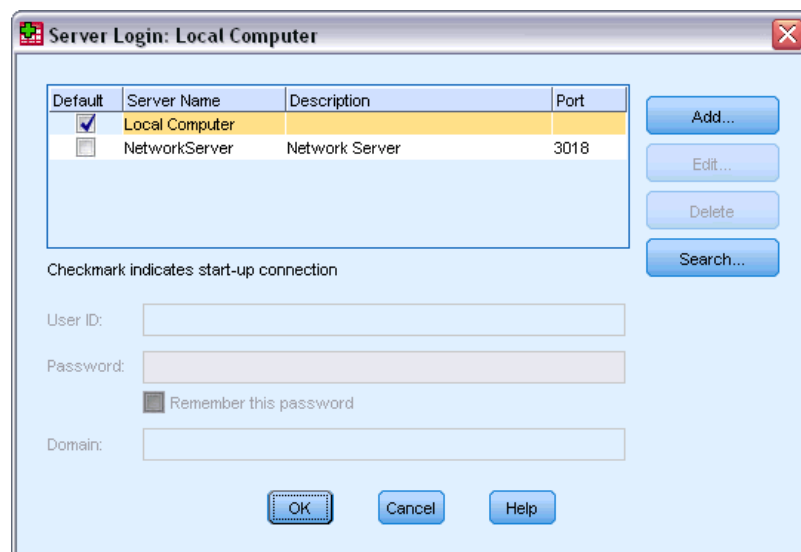 Server Login: Local Computer
Default Server Name Description Port
Local Computer
NetworkServer Network Server 3018
Add...
Edit...
Delete
Search...
Checkmark indicates start-up connection
User ID:
Password:
Remember this password
Domain:
OK Cancel Help